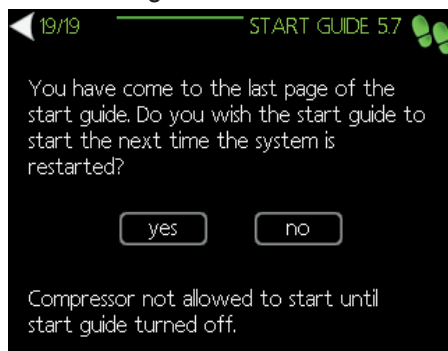 19/19 START GUIDE 5.7
You have come to the last page of the
start guide. Do you wish the start guide to
start the next time the system is
restarted?
yes no
Compressor not allowed to start until
start guide turned off.